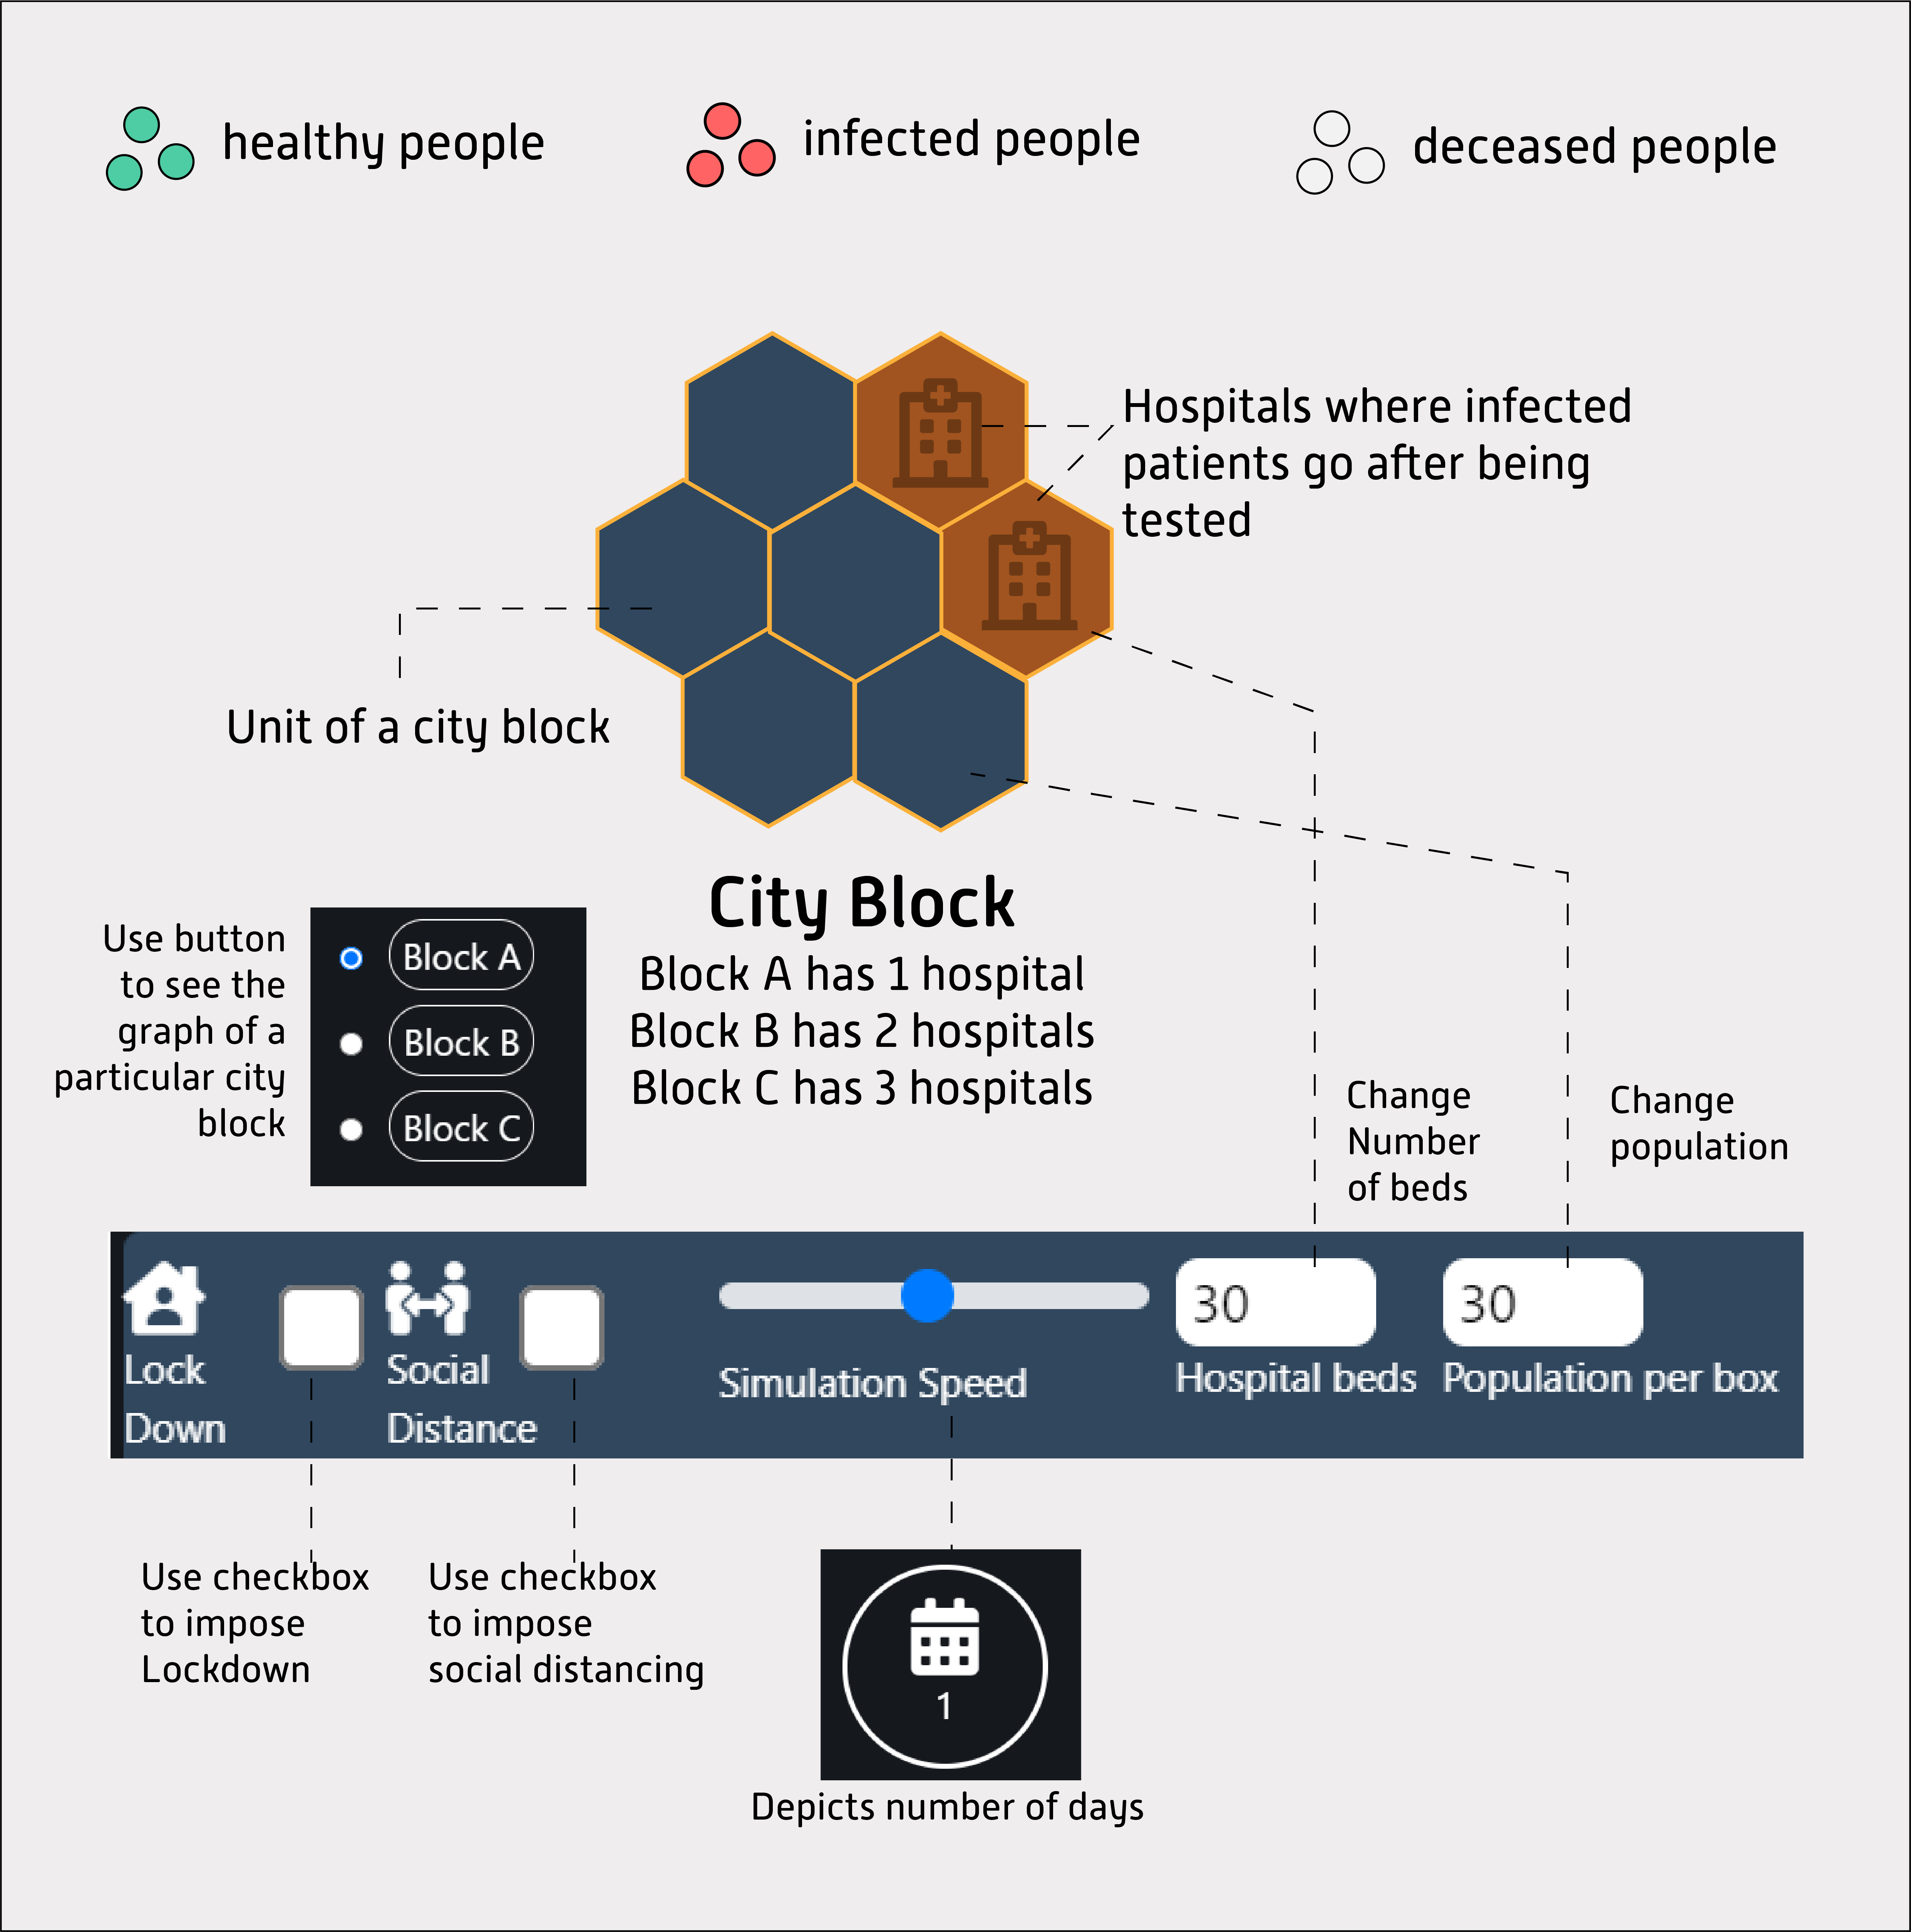 healthy people
infected people
deceased people
Hospitals where infected
patients go after being
tested
Unit of a city block
City Block
Block A has 1 hospital
Block B has 2 hospitals
Block C has 3 hospitals
Use button
to see the
graph of a
particular city
block
Block A
Block B
Block C
Change
Number
of beds
Change
population
Lock
Down
Social
Distance
Simulation Speed
30
Hospital beds
30
Population per box
Use checkbox
to impose
Lockdown
Use checkbox
to impose
social distancing
1
Depicts number of days